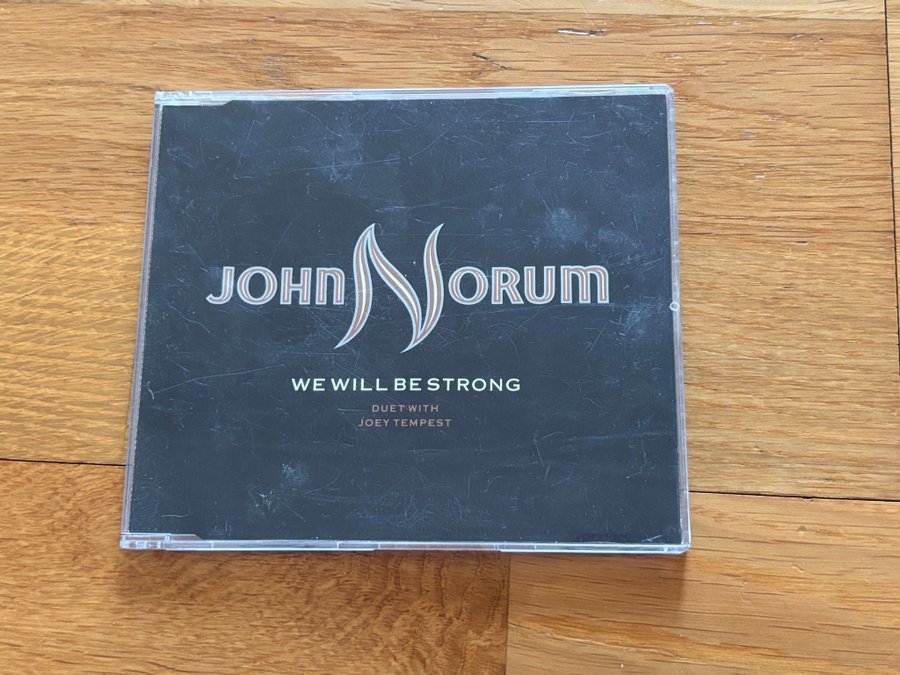 JOHN NORUM
WE WILL BE STRONG
DUET WITH
JOEY TEMPEST